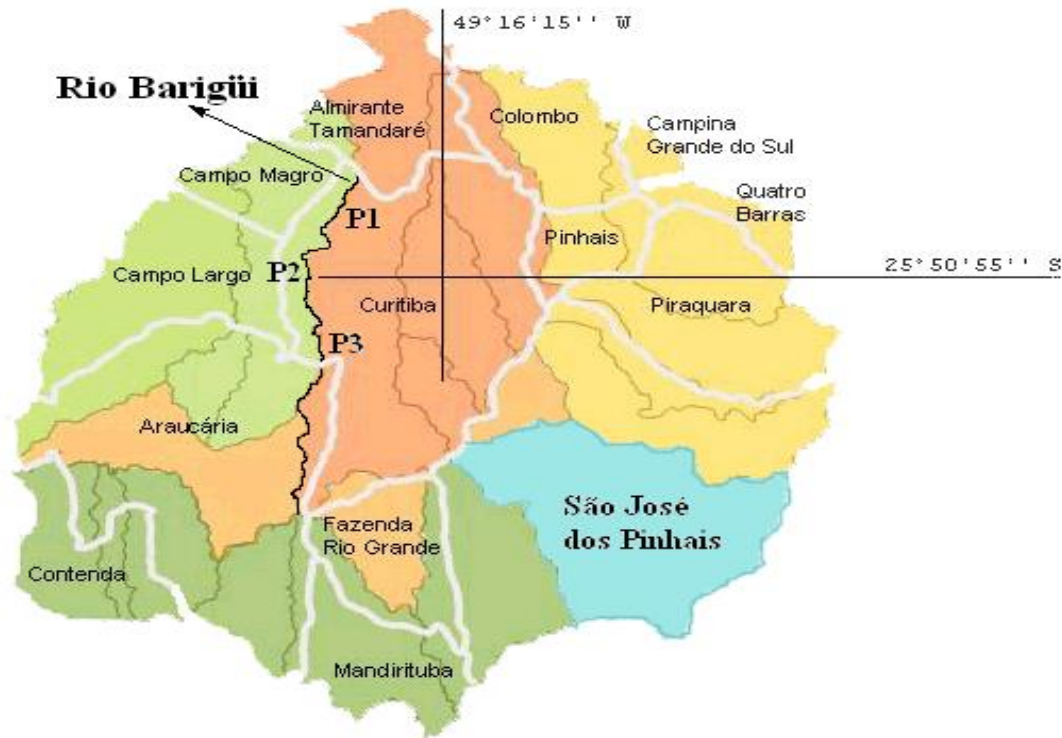 49°16'15'' W
Rio Barigüi
Almirante
Tamandaré
Colombo
Campina
Grande do Sul
Campo Magro
Quatro
Barras
P1
Pinhais
Campo Largo
P2
25°50'55'' S
Curitiba
Piraquara
P3
Araucária
São José
dos Pinhais
Fazenda
Rio Grande
Contenda
Mandirituba